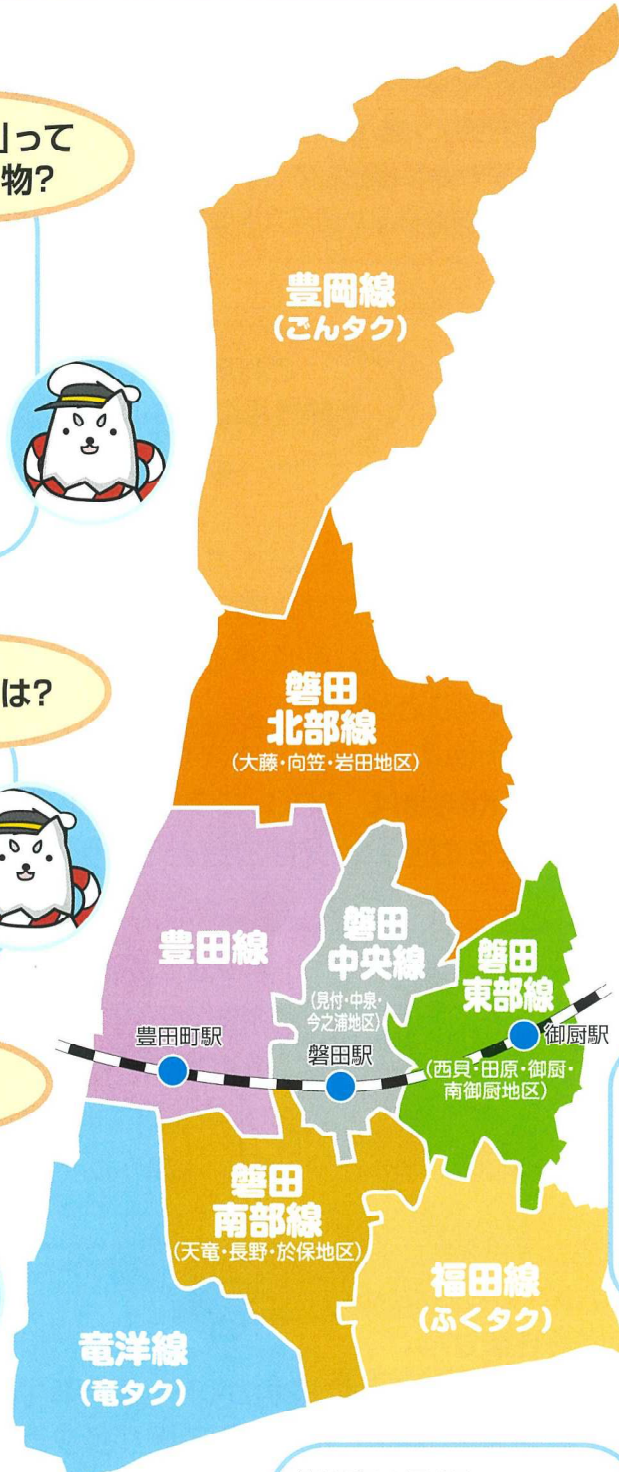 」って
物?
豊岡線
(ごんタク)
は?
磐田
北部線
(大藤・向笠・岩田地区)
豊田線
磐田
中央線
(見付・中泉・
今之浦地区)
磐田
東部線
(西貝・田原・御厨・
南御厨地区)
豊田町駅
磐田駅
御厨駅
磐田
南部線
(天竜・長野・於保地区)
福田線
(ふくタク)
竜洋線
(竜タク)